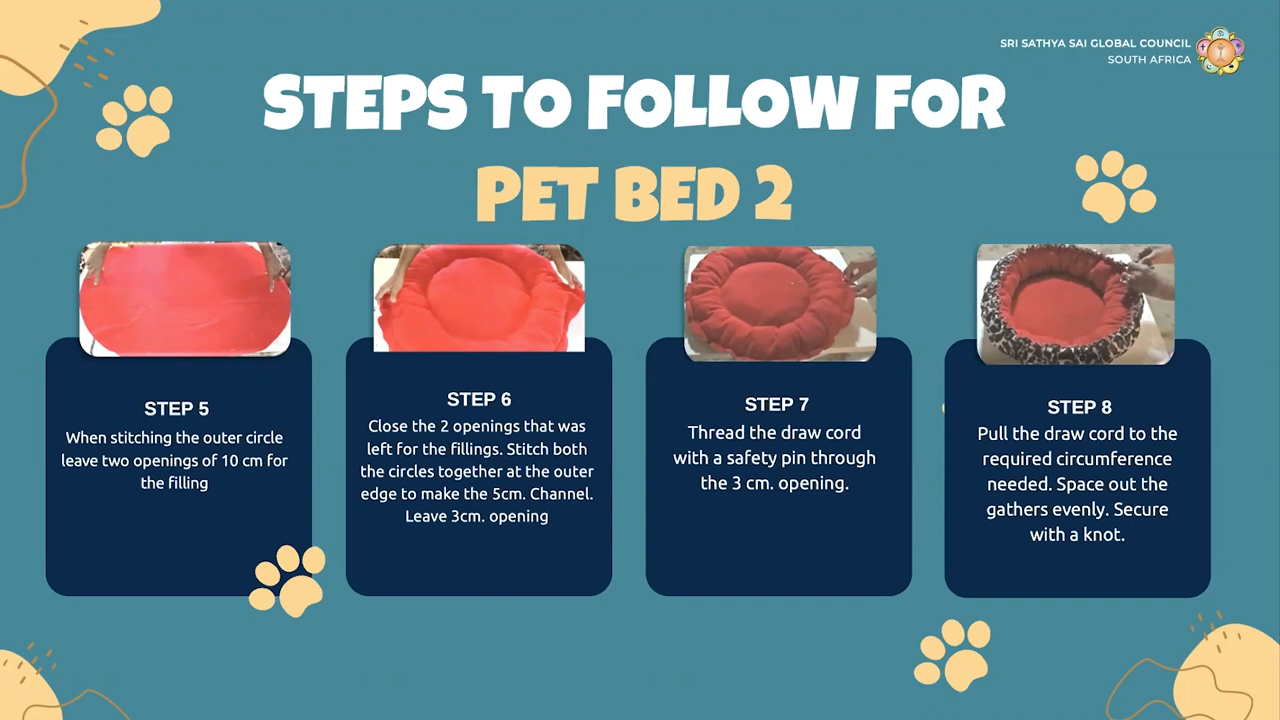 SRI SATHYA SAI GLOBAL COUNCIL
SOUTH AFRICA
STEPS TO FOLLOW FOR
PET BED 2
STEP 5
When stitching the outer circle
leave two openings of 10 cm for
the filling
STEP 6
Close the 2 openings that was
left for the fillings. Stitch both
the circles together at the outer
edge to make the 5cm. Channel.
Leave 3cm. opening
STEP 7
Thread the draw cord
with a safety pin through
the 3 cm. opening.
STEP 8
Pull the draw cord to the
required circumference
needed. Space out the
gathers evenly. Secure
with a knot.